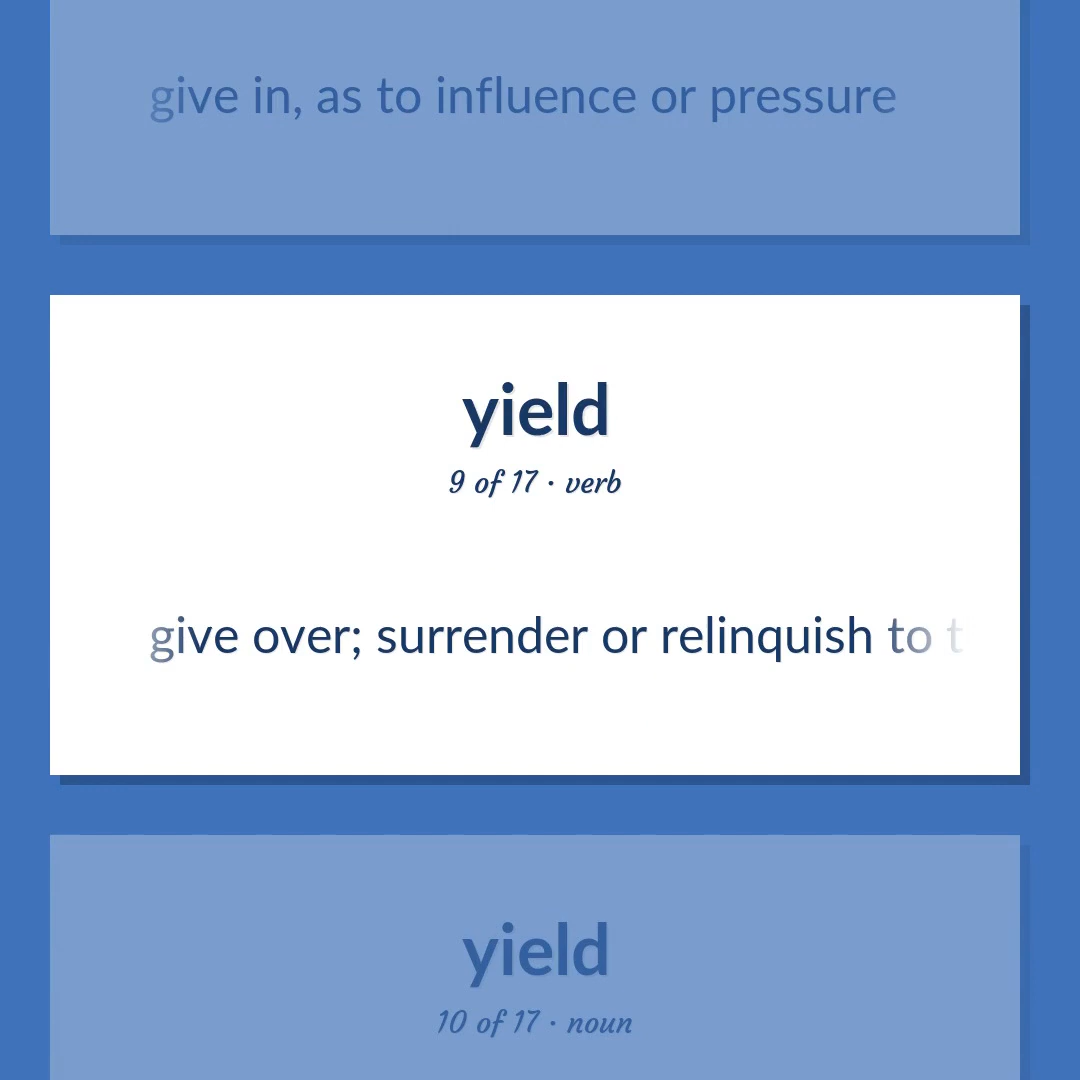 give in, as to influence or pressure
yield
9 of 17 · verb
give over; surrender or relinquish to t
yield
10 of 17 · noun